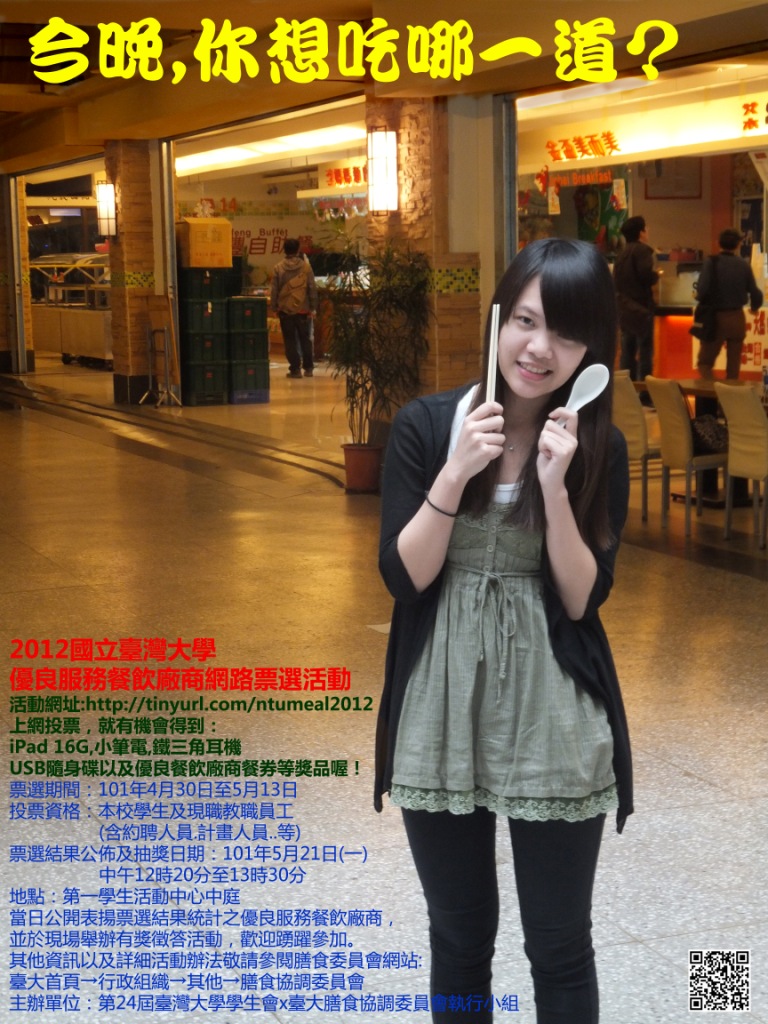 今晚,你想吃哪一道?
美而美蛋
Breakfast
14
feng Buffet
自助餐
2012國立臺灣大學
優良服務餐飲廠商網路票選活動
活動網址:http://tinyurl.com/ntumeal2012
上網投票，就有機會得到：
iPad 16G,小筆電,鐵三角耳機
USB隨身碟以及優良餐飲廠商餐券等獎品喔！
票選期間：101年4月30日至5月13日
投票資格：本校學生及現職教職員工
(含約聘人員.計畫人員..等)
票選結果公佈及抽獎日期：101年5月21日(一)
中午12時20分至13時30分
地點：第一學生活動中心中庭
當日公開表揚票選結果統計之優良服務餐飲廠商，
並於現場舉辦有獎徵答活動，歡迎踴躍參加。
其他資訊以及詳細活動辦法敬請參閱膳食委員會網站:
臺大首頁→行政組織→其他→膳食協調委員會
主辦單位：第24屆臺灣大學學生會x臺大膳食協調委員會執行小組